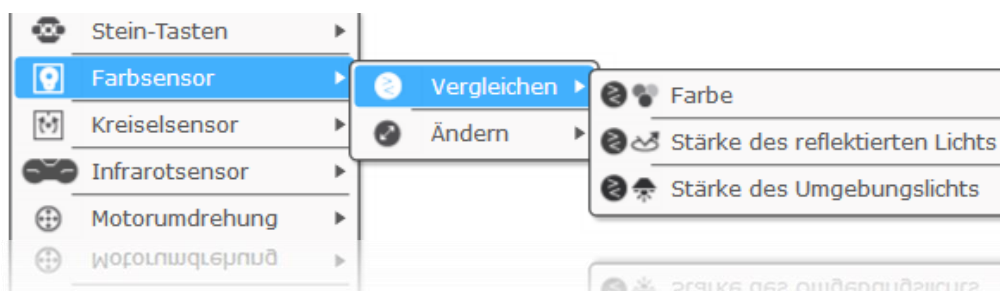 Stein-Tasten
Farbsensor
Kreiselsensor
Infrarotsensor
Motorumdrehung
Vergleichen
Ändern
Farbe
Stärke des reflektierten Lichts
Stärke des Umgebungslichts